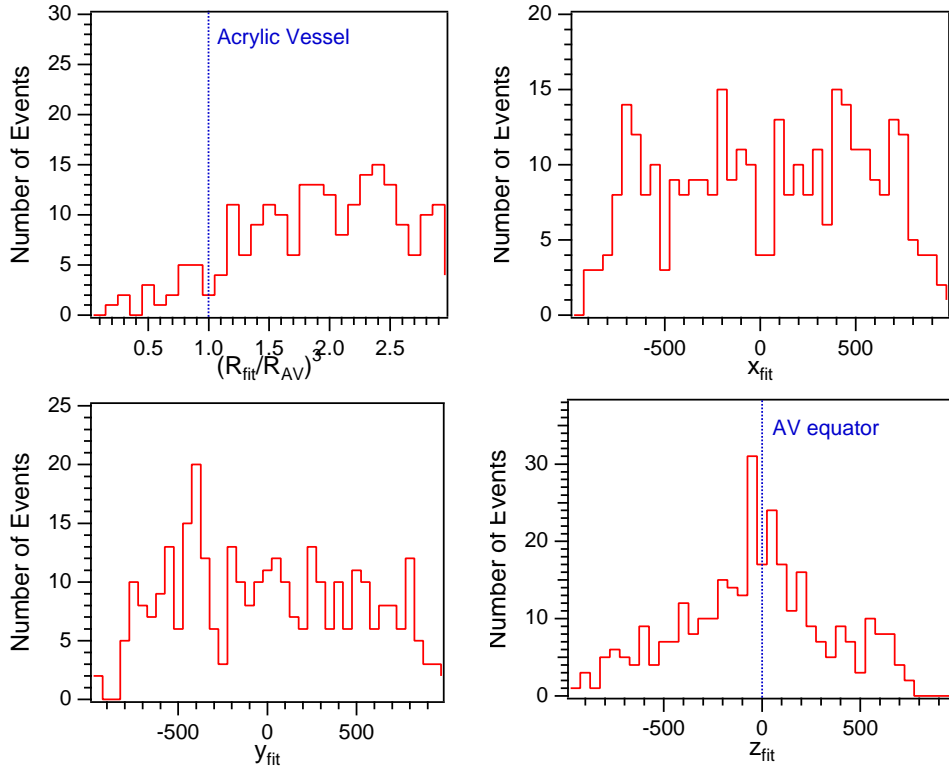 30
25
20
15
10
5
0
Number of Events
Acrylic Vessel
0.5 1.0 1.5 2.0 2.5
(R_fit/R_AV)^3
20
15
10
5
0
Number of Events
-500 0 500
x_fit
25
20
15
10
5
0
Number of Events
-500 0 500
y_fit
30
20
10
0
Number of Events
AV equator
-500 0 500
z_fit